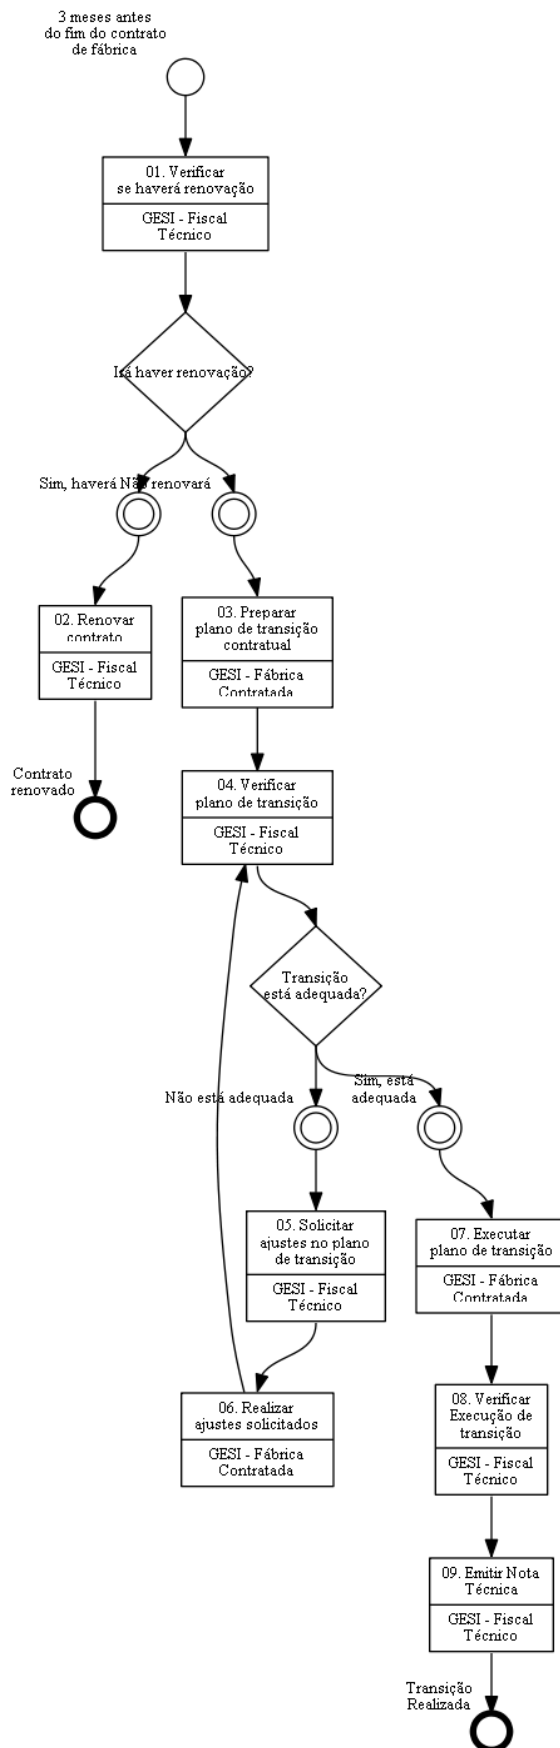 3 meses antes
do fim do contrato
de fábrica
01. Verificar
se haverá renovação
GESI - Fiscal
Técnico
Irá haver renovação?
Sim, haverá
Não renovará
02. Renovar
contrato
GESI - Fiscal
Técnico
03. Preparar
plano de transição
contratual
GESI - Fábrica
Contratada
Contrato
renovado
04. Verificar
plano de transição
GESI - Fiscal
Técnico
Transição
está adequada?
Não está adequada
Sim, está
adequada
05. Solicitar
ajustes no plano
de transição
GESI - Fiscal
Técnico
07. Executar
plano de transição
GESI - Fábrica
Contratada
06. Realizar
ajustes solicitados
GESI - Fábrica
Contratada
08. Verificar
Execução de
transição
GESI - Fiscal
Técnico
09. Emitir Nota
Técnica
GESI - Fiscal
Técnico
Transição
Realizada